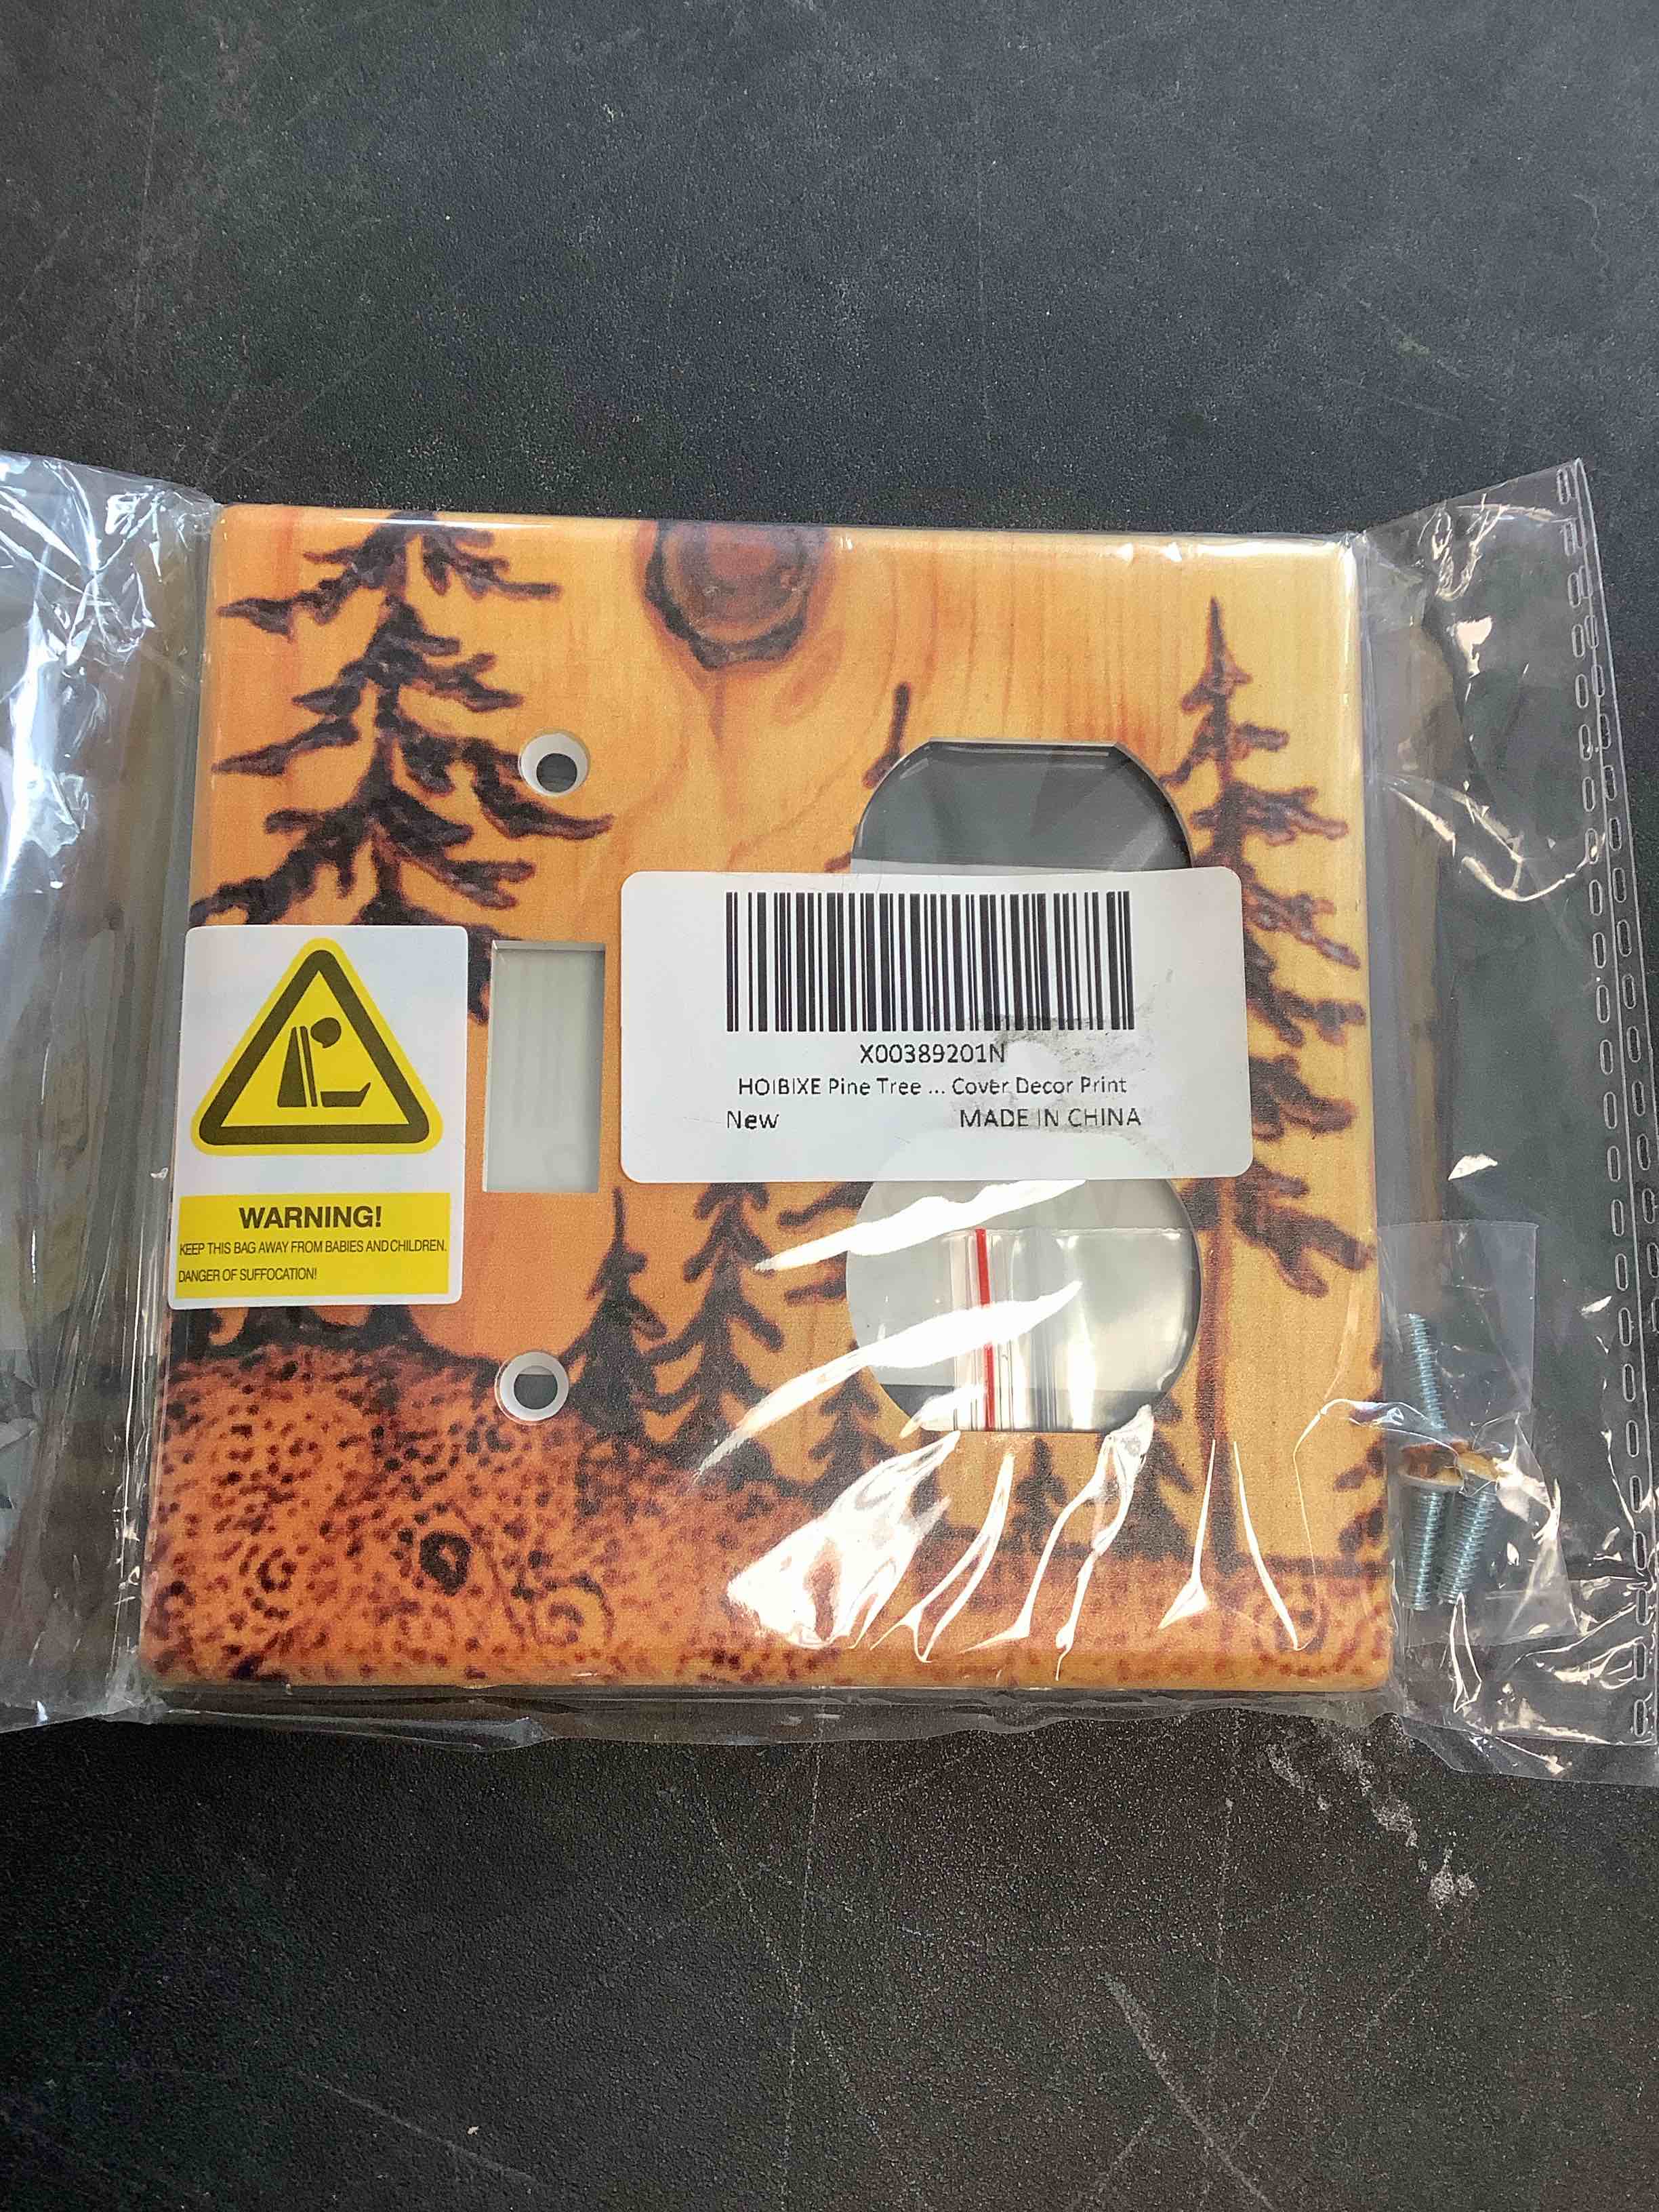 X00389201N
HOIBIXE Pine Tree ... Cover Decor Print
New MADE IN CHINA
WARNING!
KEEP THIS BAG AWAY FROM BABIES AND CHILDREN.
DANGER OF SUFFOCATION!